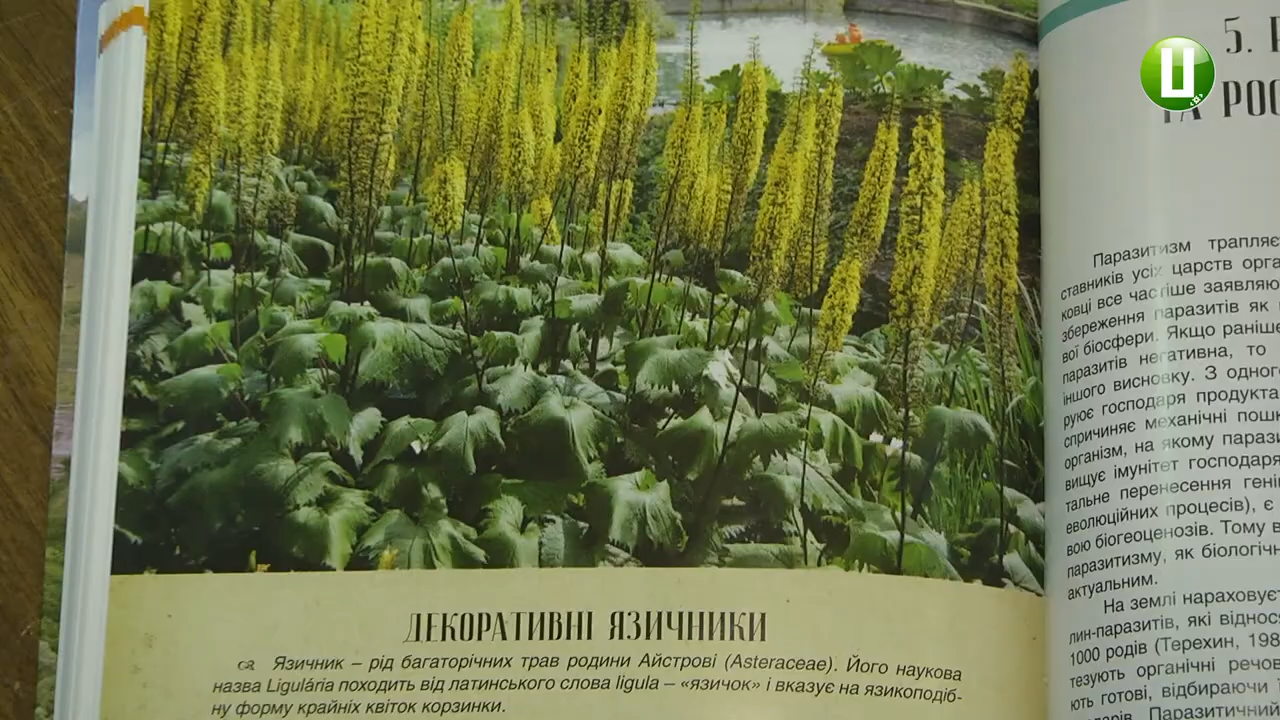 ДЕКОРАТИВНІ ЯЗИЧНИКИ
Язичник – рід багаторічних трав родини Айстрові (Asteraceae). Його наукова
назва Ligulária походить від латинського слова ligula – «язичок» і вказує на язикоподіб-
ну форму крайніх квіток корзинки.
Ц
5.
ТА РОС
Паразитизм трапляє
ставників усіх царств орга
ковці все частіше заявляю
збереження паразитів як
вої біосфери. Якщо раніше
паразитів негативна, то
іншого висновку. З одного
рює господаря продукта
спричиняє механічні пош
організм, на якому парази
вищує імунітет господаря
тальне перенесення гені
еволюційних процесів), є
вою біогеоценозів. Тому в
паразитизму, як біологічн
актуальним.
На землі нараховує
лин-паразитів, які віднос
1000 родів (Терехин, 198
тезують органічні речов
ють готові, відбираючи
Паразитичний